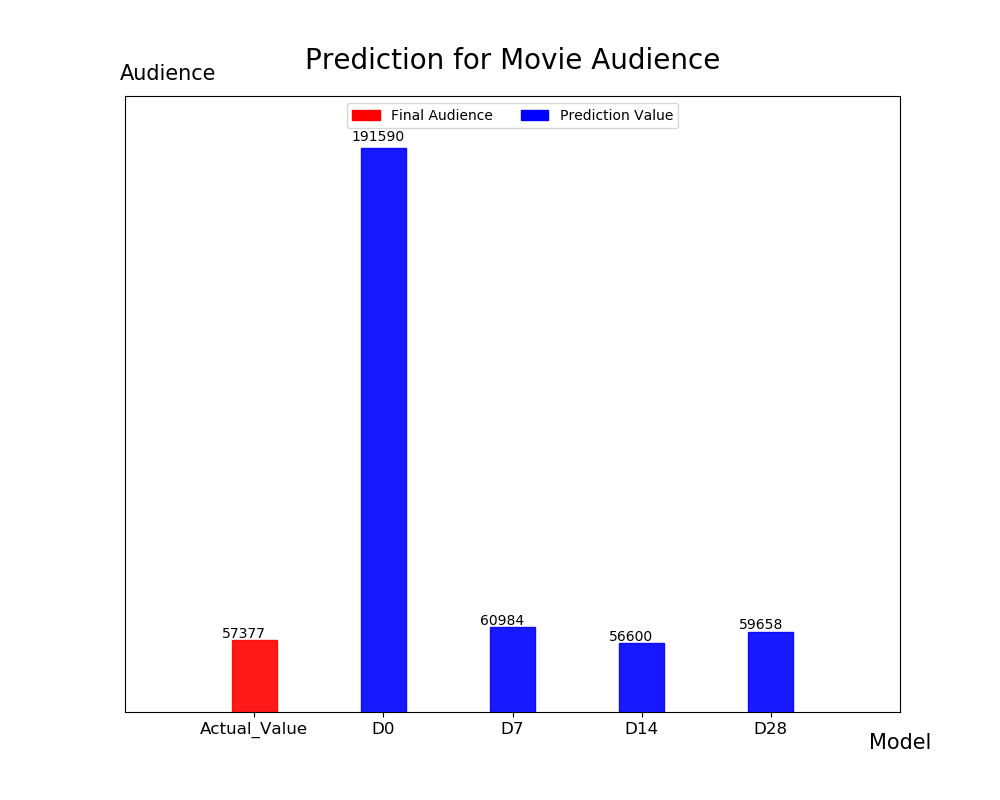 Prediction for Movie Audience
Audience
Final Audience Prediction Value
191590
57377
60984
56600
59658
Actual_Value D0 D7 D14 D28
Model